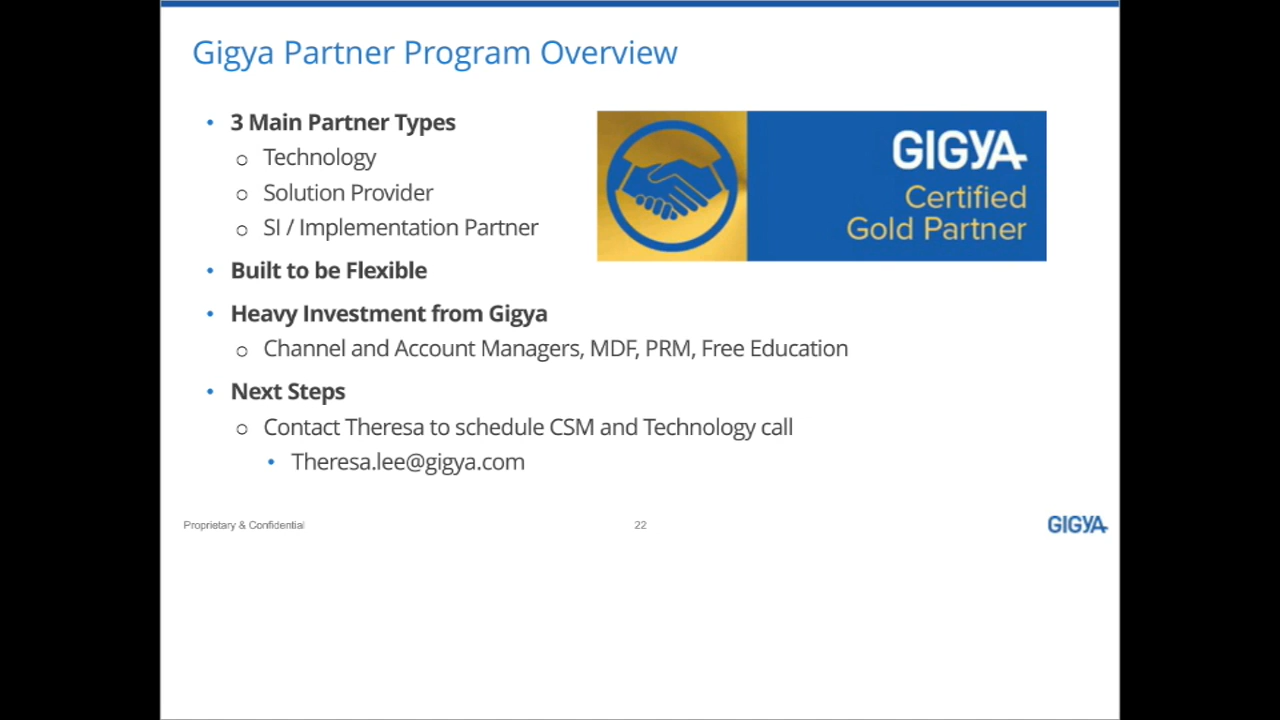 Gigya Partner Program Overview
• 3 Main Partner Types
o Technology
o Solution Provider
o SI / Implementation Partner
GIGYA
Certified
Gold Partner
• Built to be Flexible
• Heavy Investment from Gigya
o Channel and Account Managers, MDF, PRM, Free Education
• Next Steps
o Contact Theresa to schedule CSM and Technology call
• Theresa.lee@gigya.com
Proprietary & Confidential
22
GIGYA